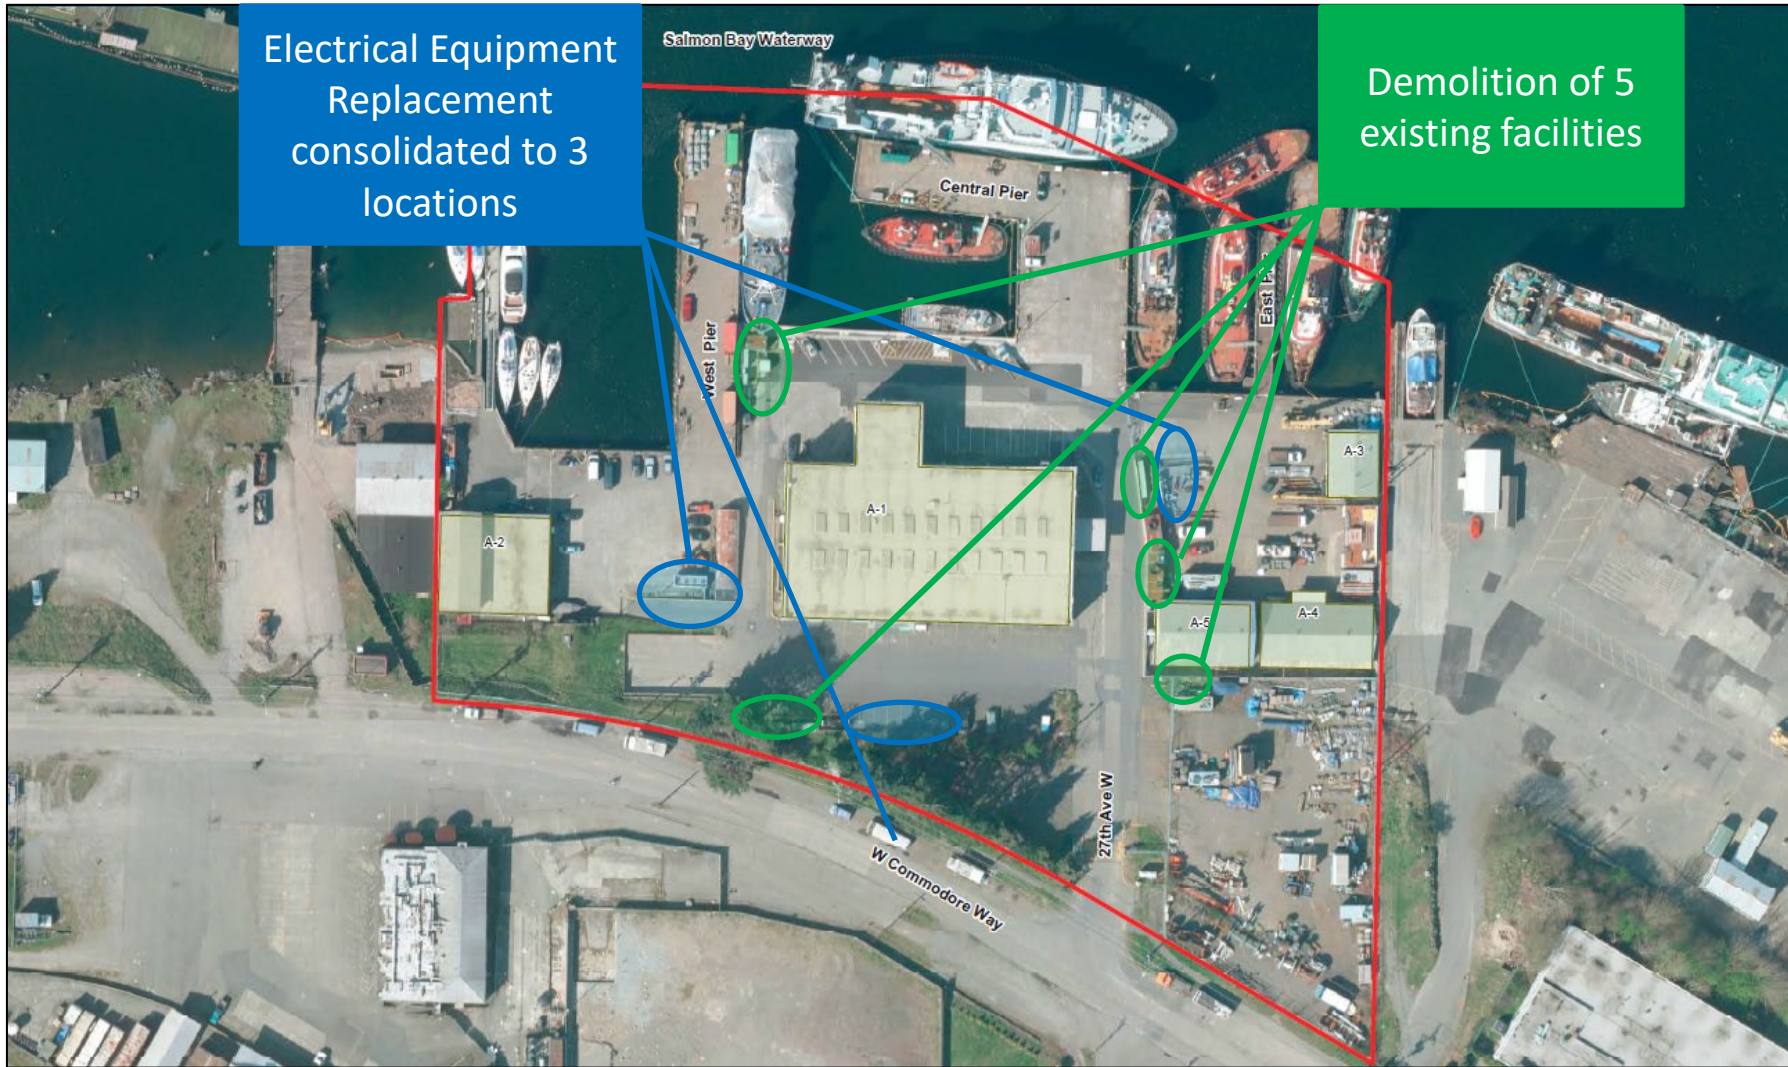 Electrical Equipment
Replacement
consolidated to 3
locations
Salmon Bay Waterway
Demolition of 5
existing facilities
Central Pier
West Pier
East Pier
A-3
A-1
A-2
A-5
A-4
27th Ave W
W Commodore Way